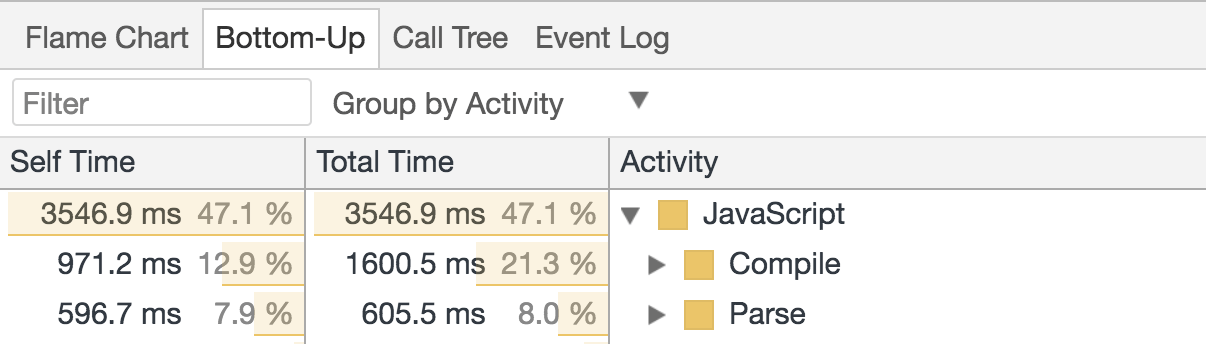 Flame Chart Bottom-Up Call Tree Event Log
Filter Group by Activity ▼
Self Time Total Time Activity
3546.9 ms 47.1 % 3546.9 ms 47.1 % ▼ JavaScript
971.2 ms 12.9 % 1600.5 ms 21.3 % ▶ Compile
596.7 ms 7.9 % 605.5 ms 8.0 % ▶ Parse